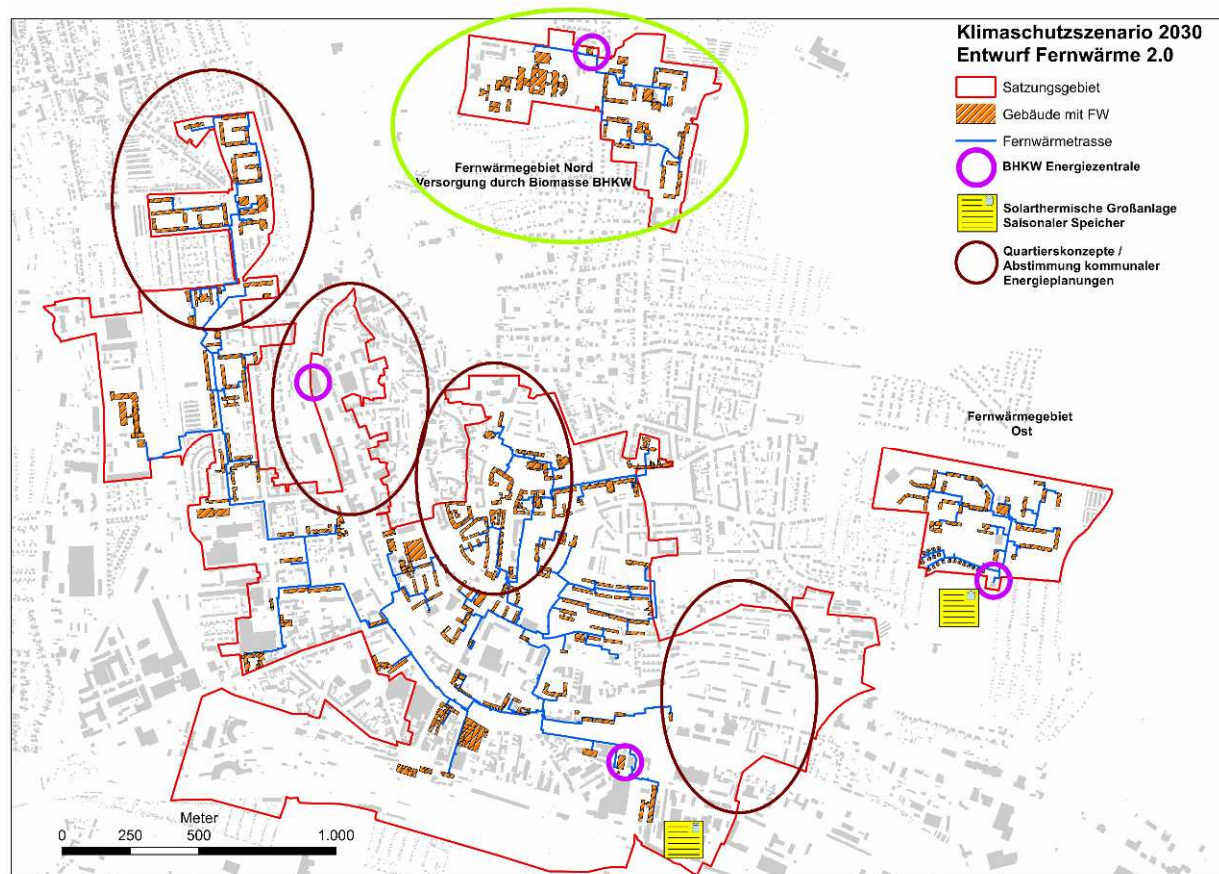 Klimaschutzszenario 2030
Entwurf Fernwärme 2.0
Satzungsgebiet
Gebäude mit FW
Fernwärmetrasse
BHKW Energiezentrale
Solarthermische Großanlage
Saisonaler Speicher
Quartierskonzepte /
Abstimmung kommunaler
Energieplanungen
Fernwärmegebiet Nord
Versorgung durch Biomasse BHKW
Fernwärmegebiet
Ost
Meter
0 250 500 1.000